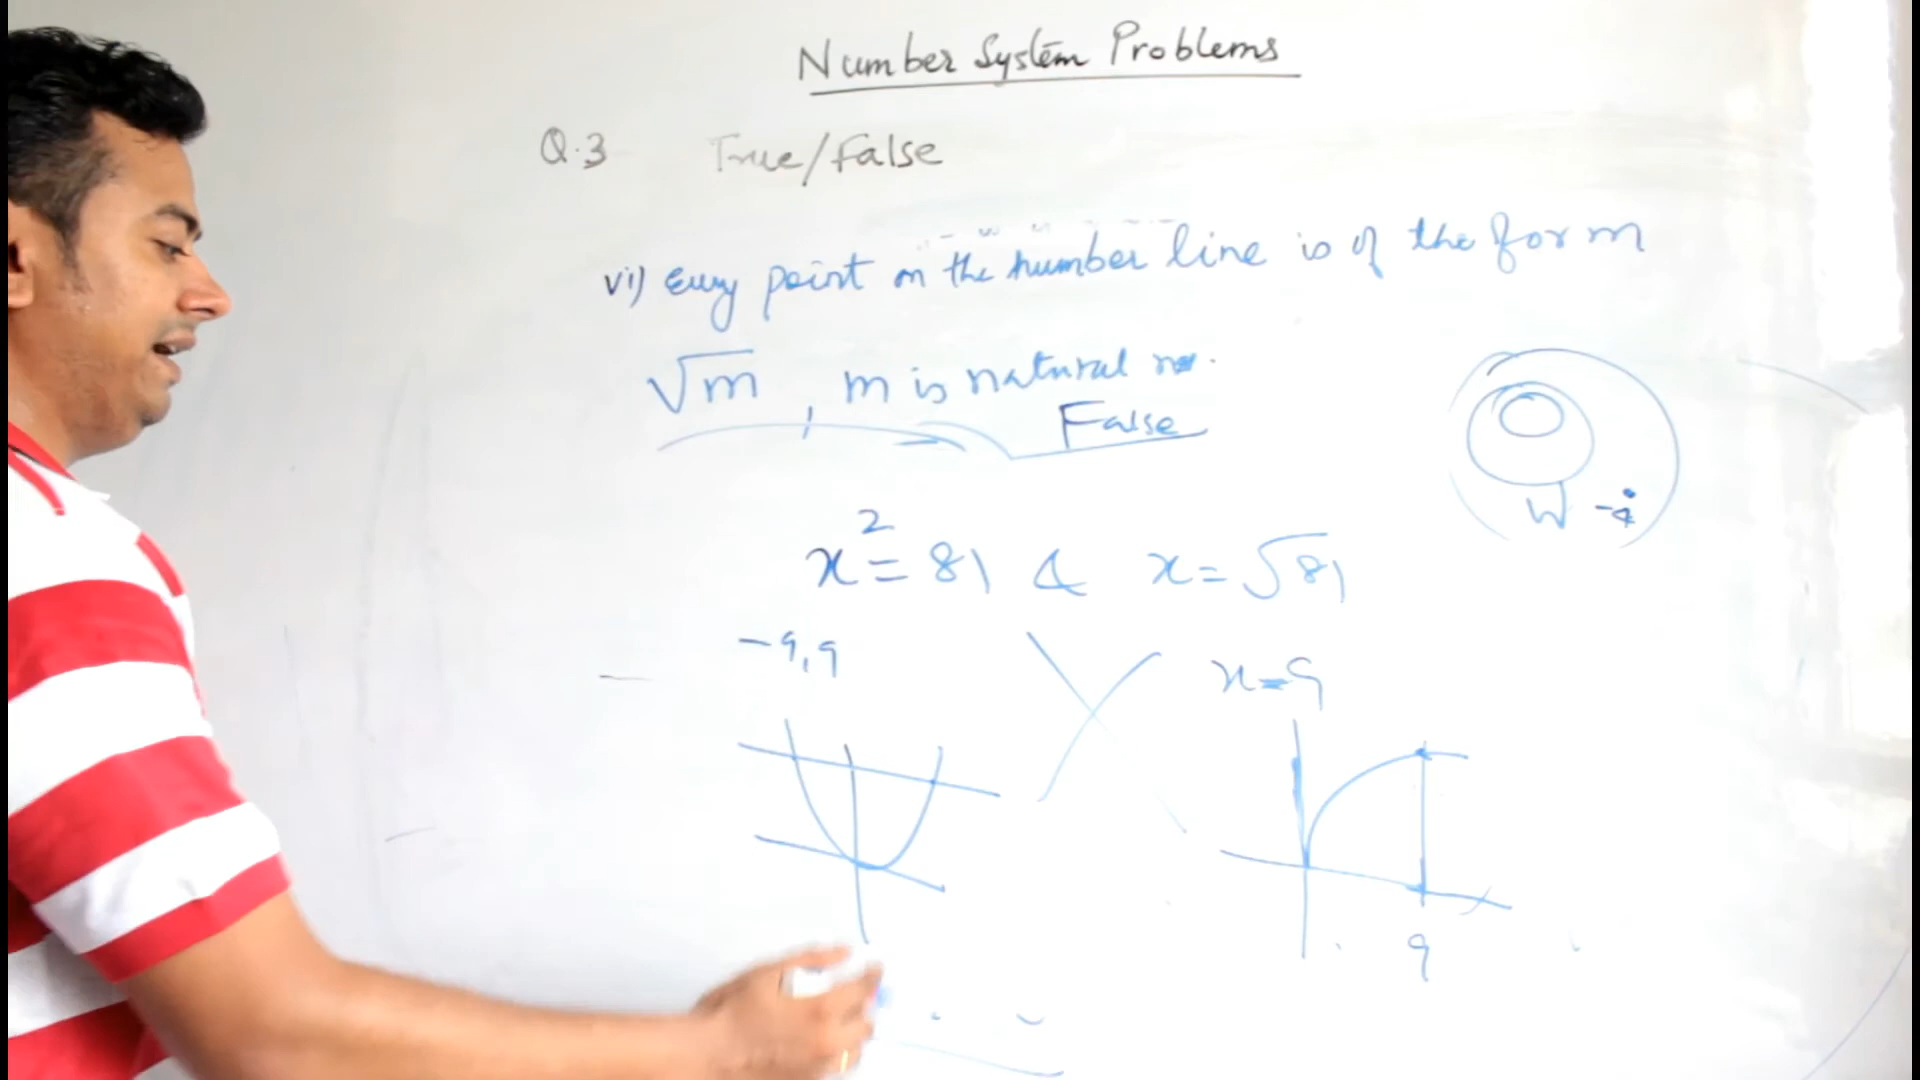 Number System Problems
Q.3 True/False
vi) Every point on the number line is of the form
√m , m is natural no.
False
W -4
x² = 81 & x = √81
-9,9
x=9
9